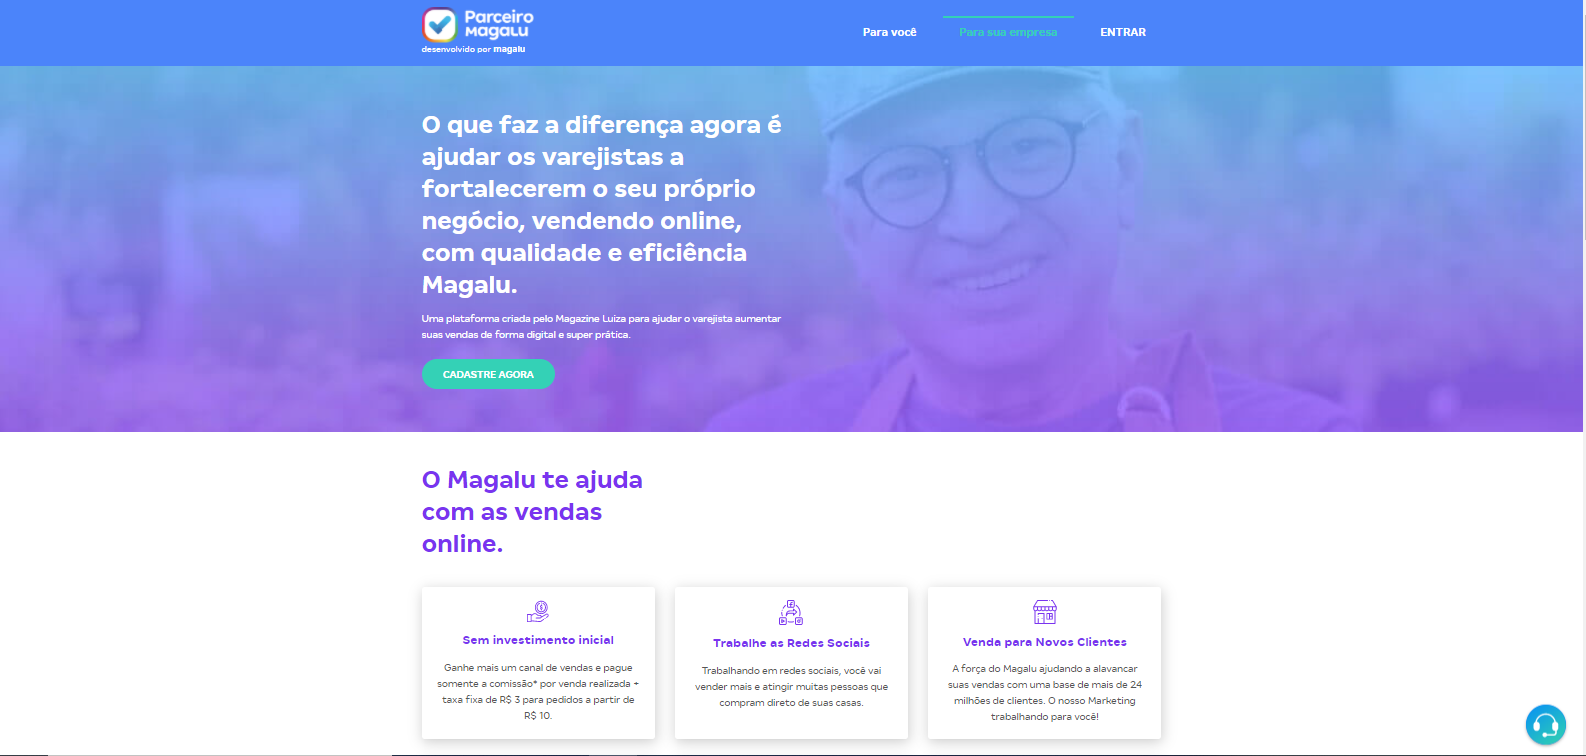 Parceiro
Magalu
desenvolvido por magalu
Para você
Para sua empresa
ENTRAR
O que faz a diferença agora é
ajudar os varejistas a
fortalecerem o seu próprio
negócio, vendendo online,
com qualidade e eficiência
Magalu.
Uma plataforma criada pelo Magazine Luiza para ajudar o varejista aumentar
suas vendas de forma digital e super prática.
CADASTRE AGORA
O Magalu te ajuda
com as vendas
online.
Sem investimento inicial
Ganhe mais um canal de vendas e pague
somente a comissão* por venda realizada +
taxa fixa de R$ 3 para pedidos a partir de
R$ 10.
Trabalhe as Redes Sociais
Trabalhando em redes sociais, você vai
vender mais e atingir muitas pessoas que
compram direto de suas casas.
Venda para Novos Clientes
A força do Magalu ajudando a alavancar
suas vendas com uma base de mais de 24
milhões de clientes. O nosso Marketing
trabalhando para você!